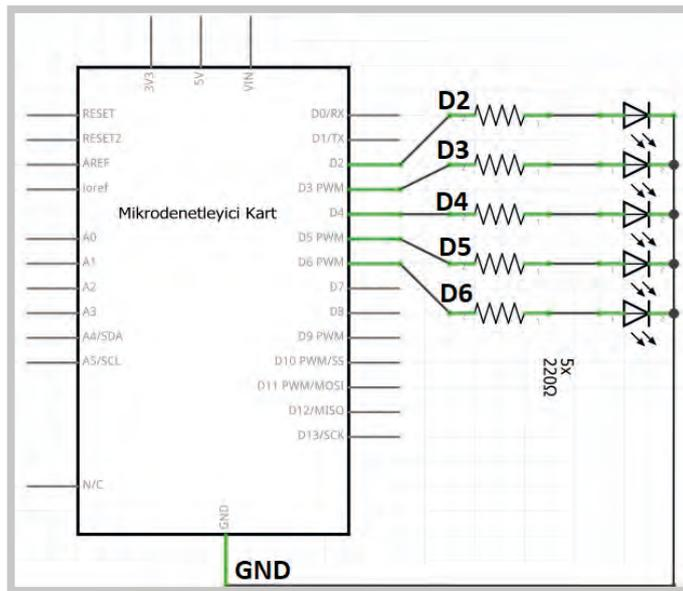 3V3
5V
VIN
RESET
RESET2
AREF
ioref
A0
A1
A2
A3
A4/SDA
A5/SCL
N/C
Mikrodenetleyici Kart
D0/RX
D1/TX
D2
D3 PWM
D4
D5 PWM
D6 PWM
D7
D8
D9 PWM
D10 PWM/SS
D11 PWM/MOSI
D12/MISO
D13/SCK
GND
D2
D3
D4
D5
D6
5x
220Ω
GND